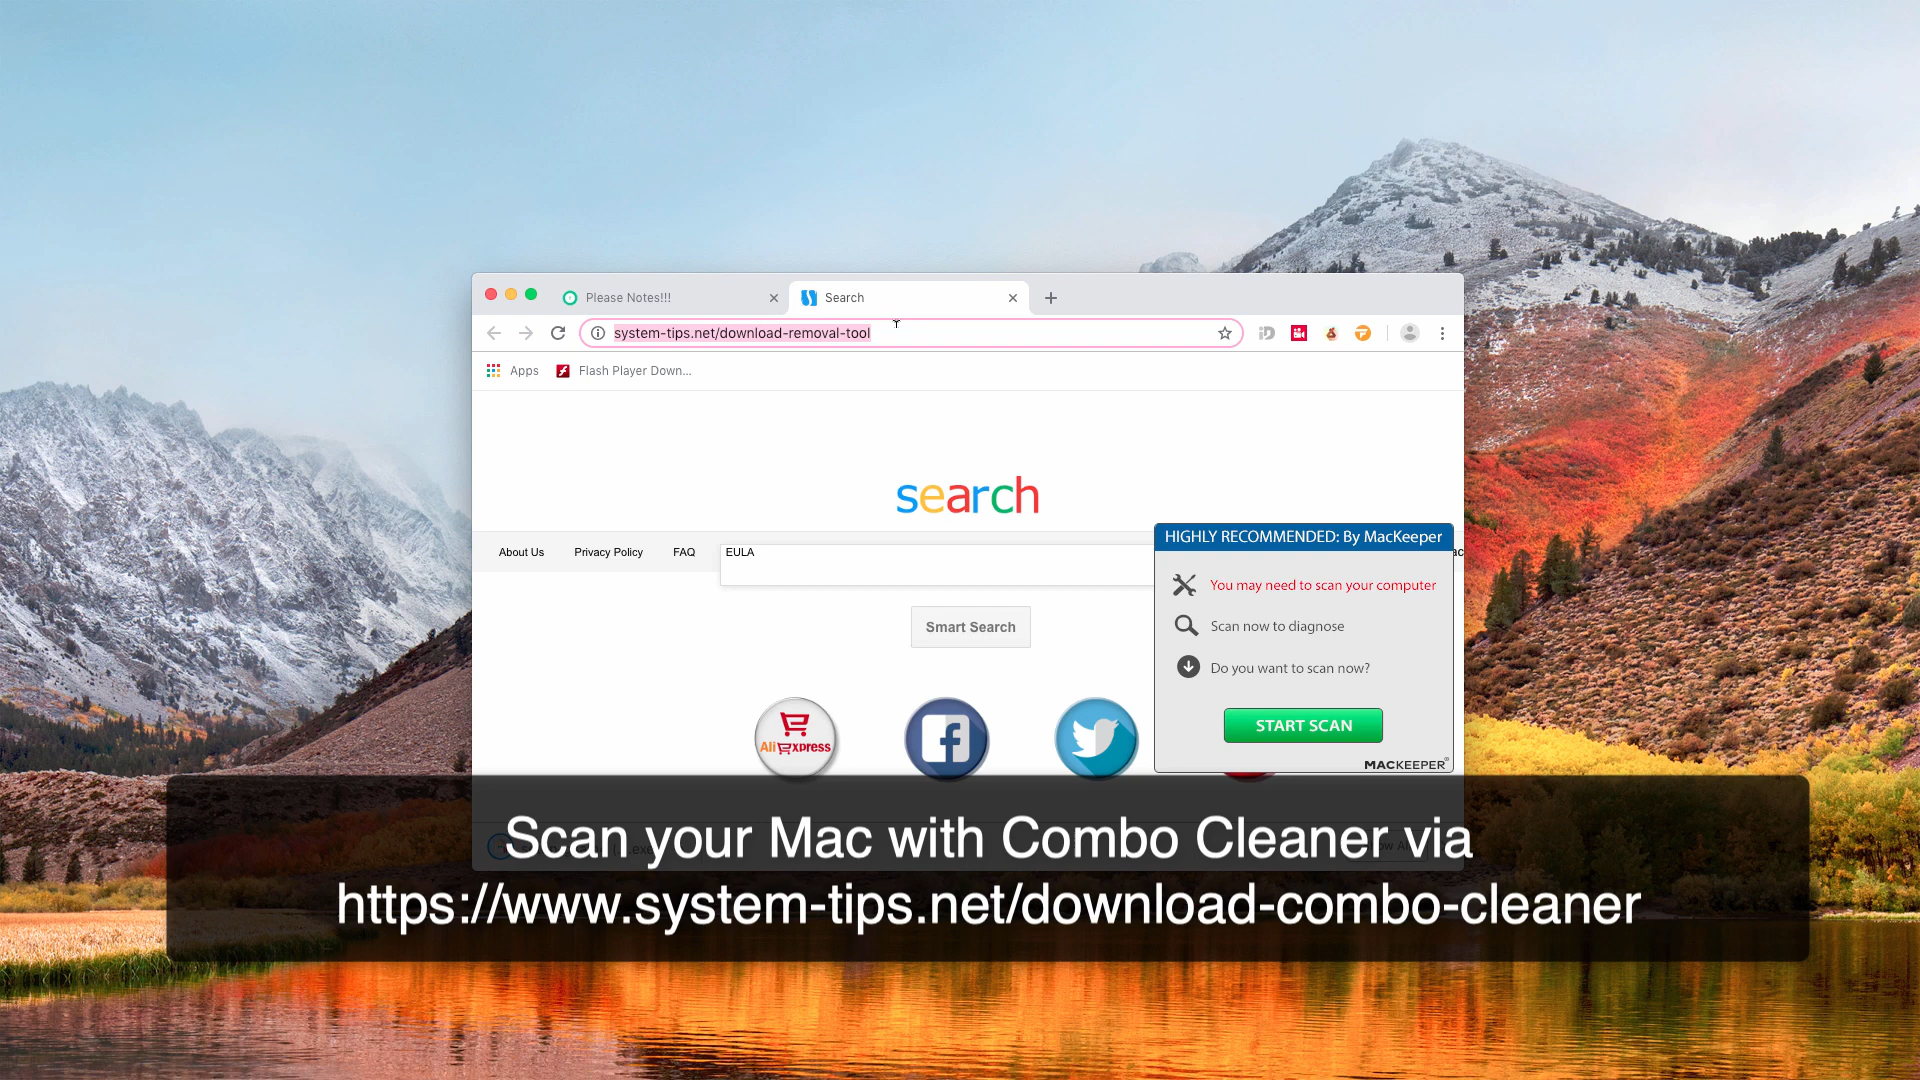 Please Notes!!!
Search
system-tips.net/download-removal-tool
Apps
Flash Player Down...
search
About Us
Privacy Policy
FAQ
EULA
HIGHLY RECOMMENDED: By MacKeeper
You may need to scan your computer
Scan now to diagnose
Do you want to scan now?
START SCAN
MACKEEPER
Smart Search
AliExpress
Scan your Mac with Combo Cleaner via
https://www.system-tips.net/download-combo-cleaner